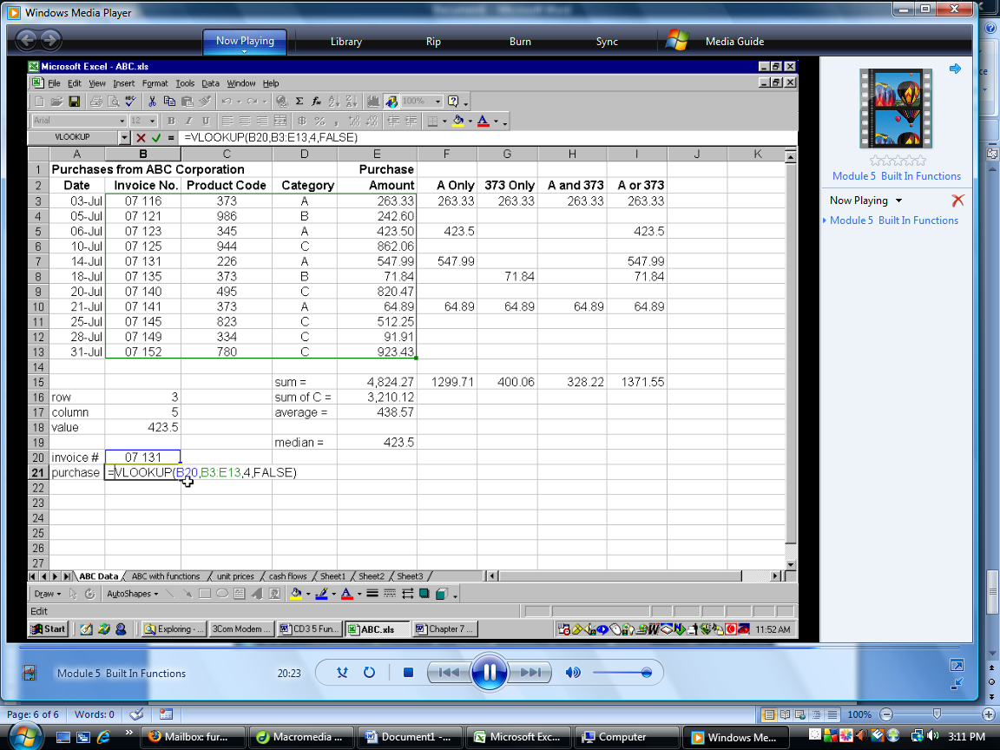 Windows Media Player
Now Playing Library Rip Burn Sync Media Guide
Microsoft Excel - ABC.xls
File Edit View Insert Format Tools Data Window Help
100%
Arial 12 B I U $ % ,
VLOOKUP =VLOOKUP(B20,B3:E13,4,FALSE)
A B C D E F G H I J K
1 Purchases from ABC Corporation Purchase
2 Date Invoice No. Product Code Category Amount A Only 373 Only A and 373 A or 373
3 03-Jul 07 116 373 A 263.33 263.33 263.33 263.33 263.33
4 05-Jul 07 121 986 B 242.60
5 06-Jul 07 123 345 A 423.50 423.5 423.5
6 10-Jul 07 125 944 C 862.06
7 14-Jul 07 131 226 A 547.99 547.99 547.99
8 18-Jul 07 135 373 B 71.84 71.84 71.84
9 20-Jul 07 140 495 C 820.47
10 21-Jul 07 141 373 A 64.89 64.89 64.89 64.89 64.89
11 25-Jul 07 145 823 C 512.25
12 28-Jul 07 149 334 C 91.91
13 31-Jul 07 152 780 C 923.43
14
15 sum = 4,824.27 1299.71 400.06 328.22 1371.55
16 row 3 sum of C = 3,210.12
17 column 5 average = 438.57
18 value 423.5
19 median = 423.5
20 invoice # 07 131
21 purchase =VLOOKUP(B20,B3:E13,4,FALSE)
22
23
24
25
26
27
ABC Data ABC with functions unit prices cash flows Sheet1 Sheet2 Sheet3
Draw AutoShapes
Edit
Start Exploring - ... 3Com Modem ... CD3 5 Fun... ABC.xls Chapter 7 ... 11:52 AM
Module 5 Built In Functions
Now Playing
Module 5 Built In Functions
Module 5 Built In Functions 20:23
Page: 6 of 6 Words: 0 100%
Mailbox: fur... Macromedia ... Document1 -... Microsoft Exc... Computer Windows Me... 3:11 PM